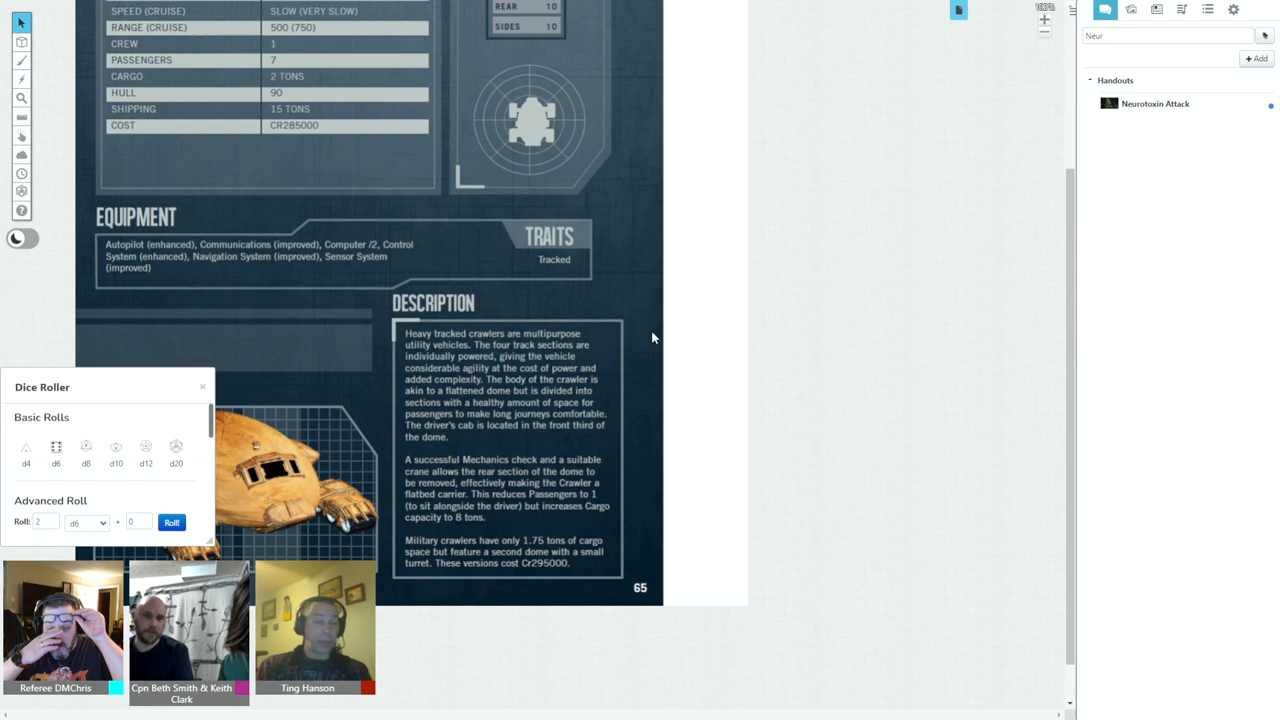 SPEED (CRUISE) SLOW (VERY SLOW)
RANGE (CRUISE) 500 (750)
CREW 1
PASSENGERS 7
CARGO 2 TONS
HULL 90
SHIPPING 15 TONS
COST CR285000
REAR 10
SIDES 10
EQUIPMENT
Autopilot (enhanced), Communications (improved), Computer /2, Control
System (enhanced), Navigation System (improved), Sensor System
(improved)
TRAITS
Tracked
DESCRIPTION
Heavy tracked crawlers are multipurpose
utility vehicles. The four track sections are
individually powered, giving the vehicle
considerable agility at the cost of power and
added complexity. The body of the crawler is
akin to a flattened dome but is divided into
sections with a healthy amount of space for
passengers to make long journeys comfortable.
The driver's cab is located in the front third of
the dome.
A successful Mechanics check and a suitable
crane allows the rear section of the dome to
be removed, effectively making the Crawler a
flatbed carrier. This reduces Passengers to 1
(to sit alongside the driver) but increases Cargo
capacity to 8 tons.
Military crawlers have only 1.75 tons of cargo
space but feature a second dome with a small
turret. These versions cost Cr295000.
65
Dice Roller ×
Basic Rolls
d4 d6 d8 d10 d12 d20
Advanced Roll
Roll: 2 d6 + 0 Roll!
Referee DMChris
Cpn Beth Smith & Keith
Clark
Ting Hanson
100%
Neur
+ Add
Handouts
Neurotoxin Attack